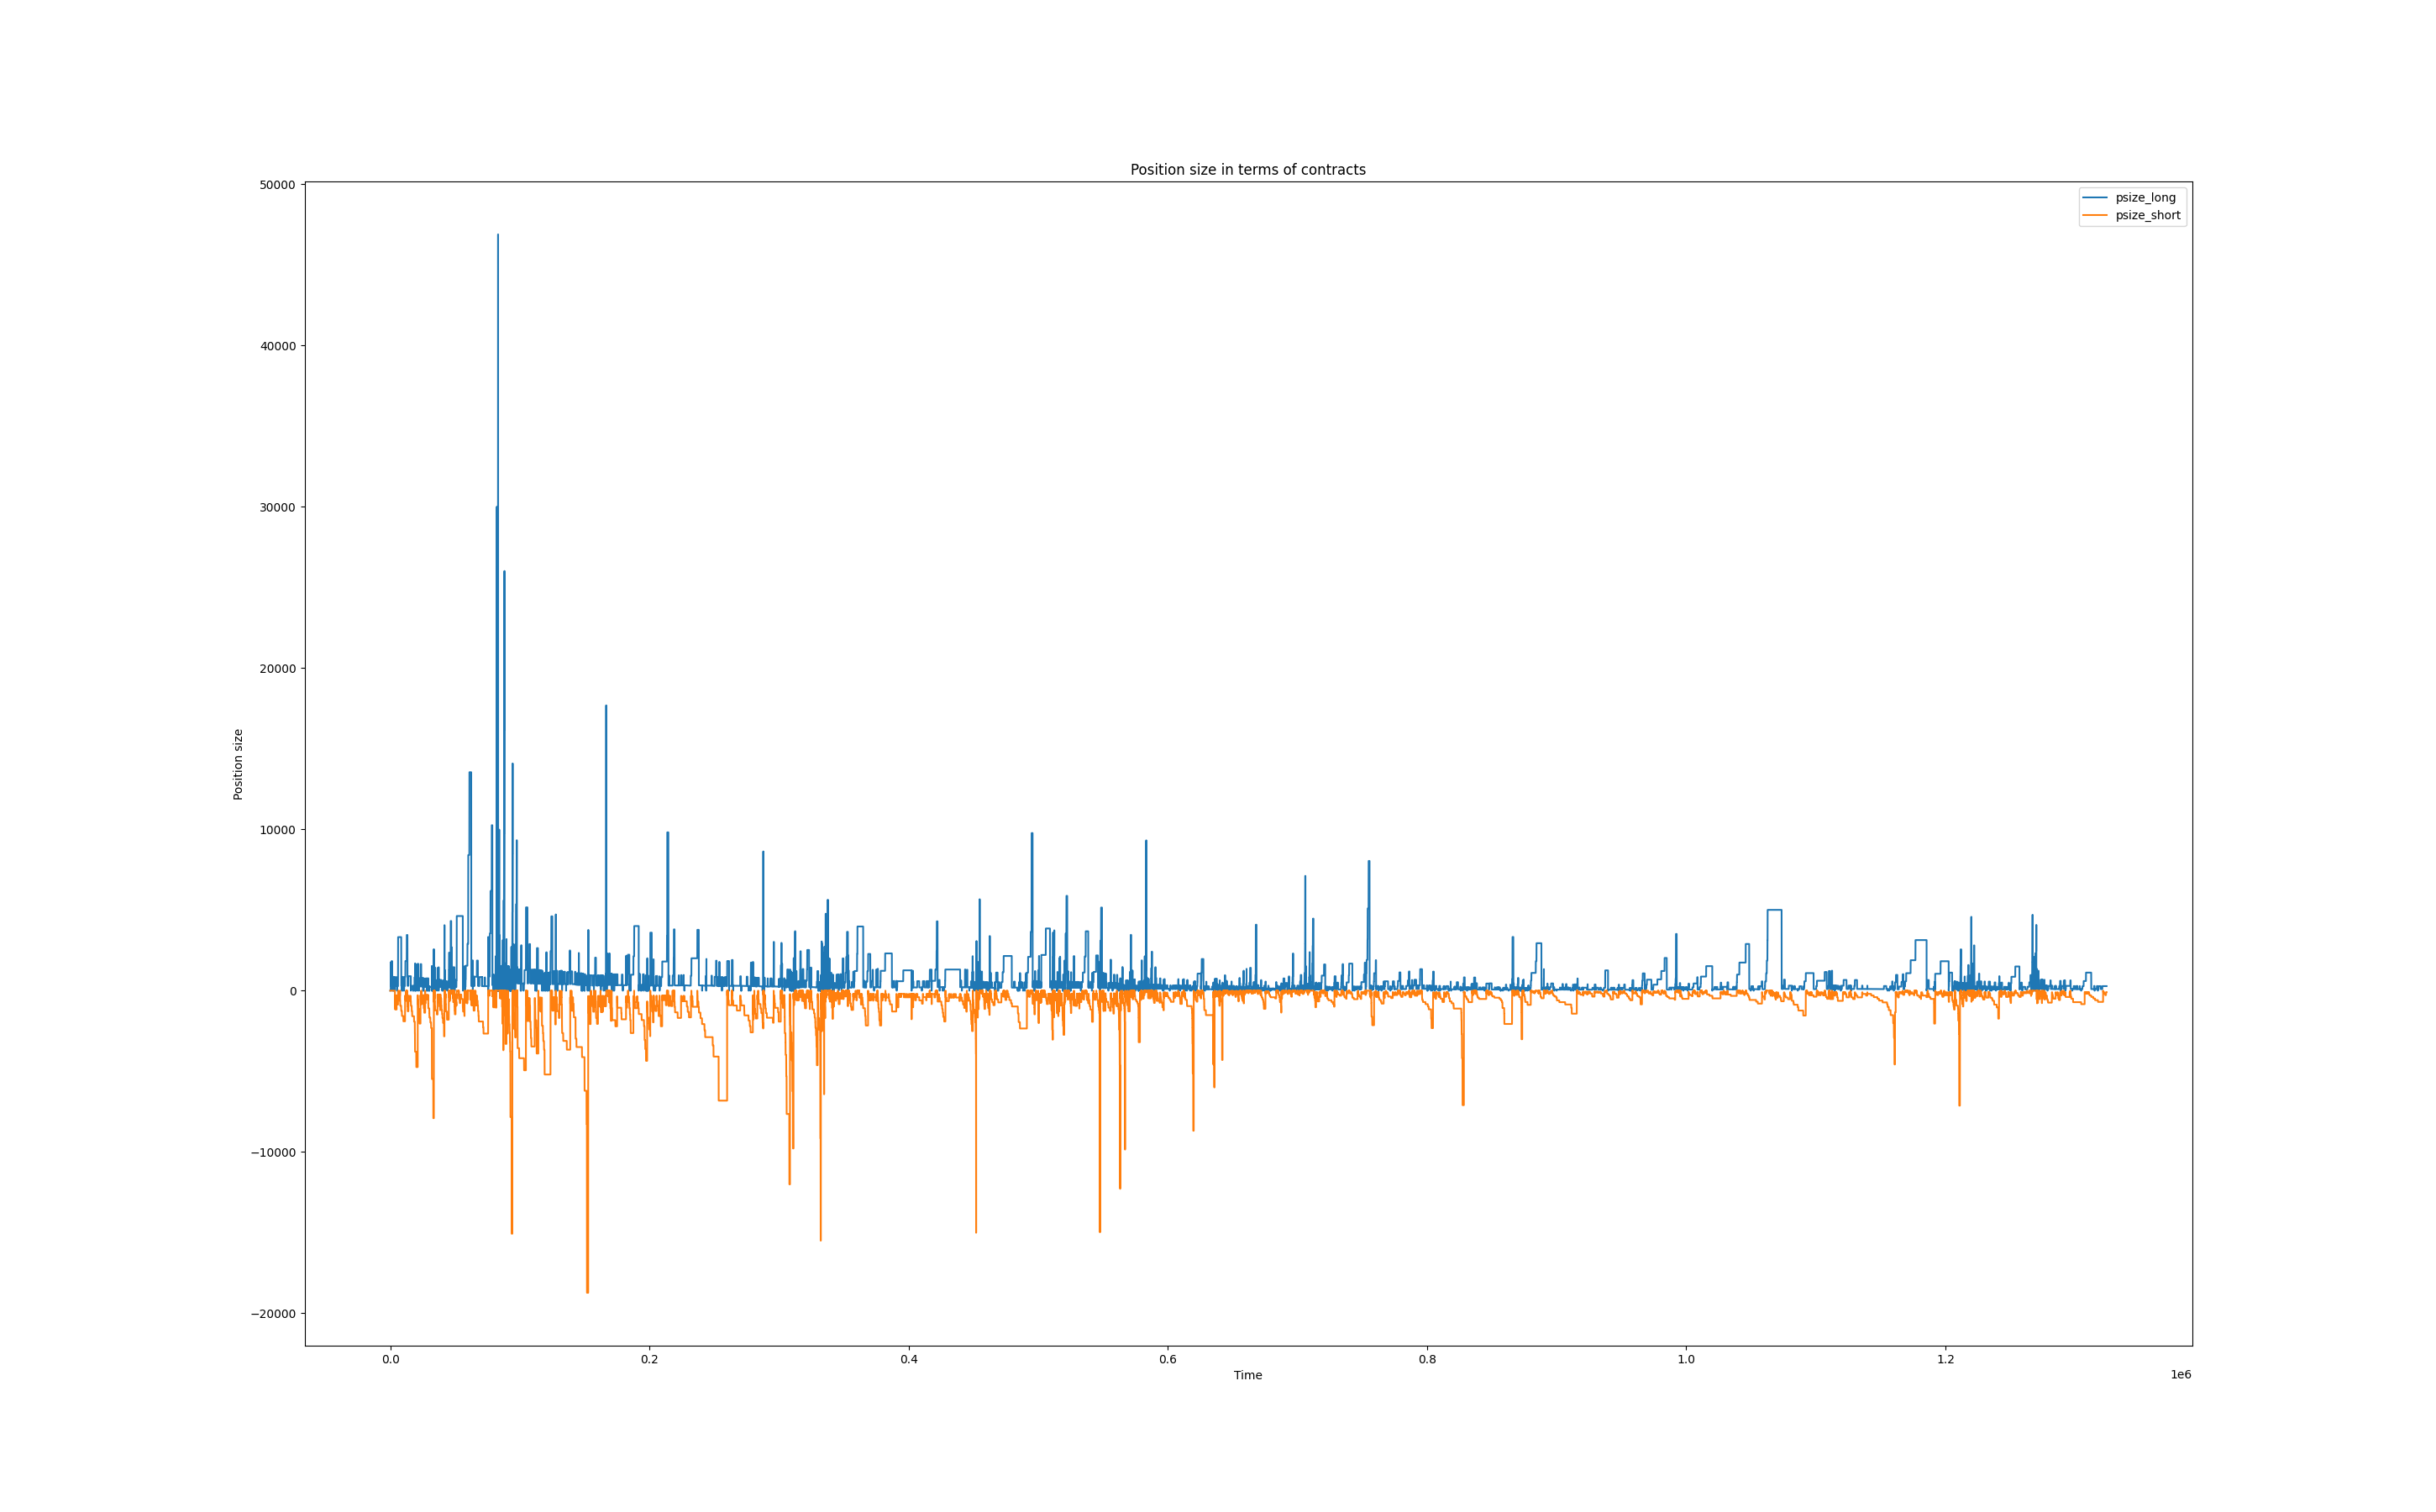 Position size in terms of contracts
psize_long
psize_short
50000
40000
30000
20000
10000
0
−10000
−20000
Position size
0.0 0.2 0.4 0.6 0.8 1.0 1.2
1e6
Time